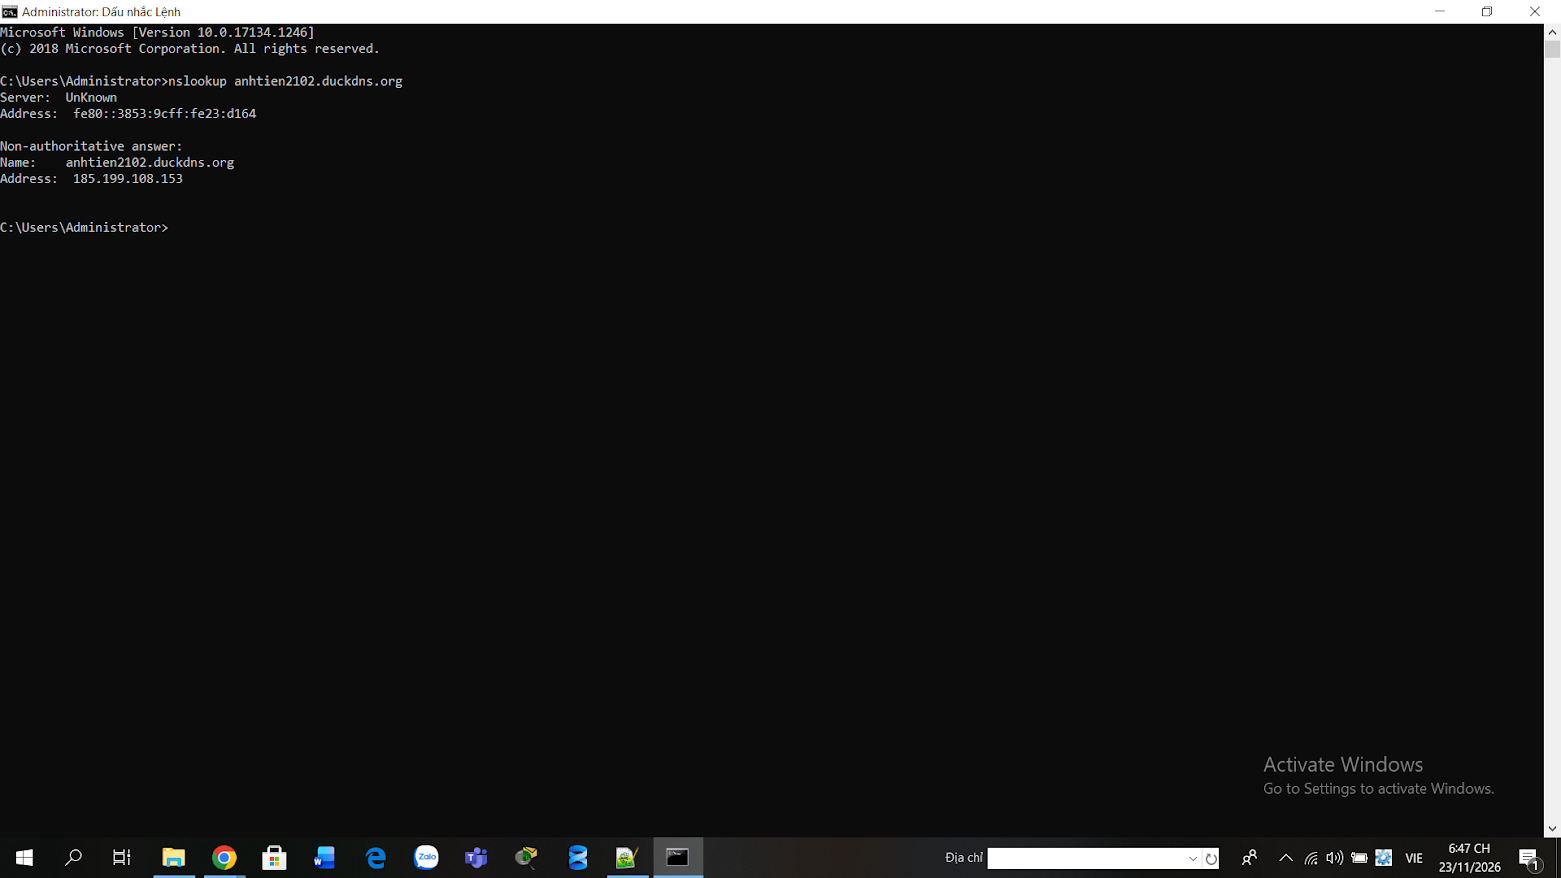 Administrator: Dấu nhắc Lệnh
Microsoft Windows [Version 10.0.17134.1246]
(c) 2018 Microsoft Corporation. All rights reserved.
C:\Users\Administrator>nslookup anhtien2102.duckdns.org
Server:  UnKnown
Address:  fe80::3853:9cff:fe23:d164
Non-authoritative answer:
Name:    anhtien2102.duckdns.org
Address:  185.199.108.153
C:\Users\Administrator>
Activate Windows
Go to Settings to activate Windows.
Zalo
Địa chỉ
VIE
6:47 CH
23/11/2026
1